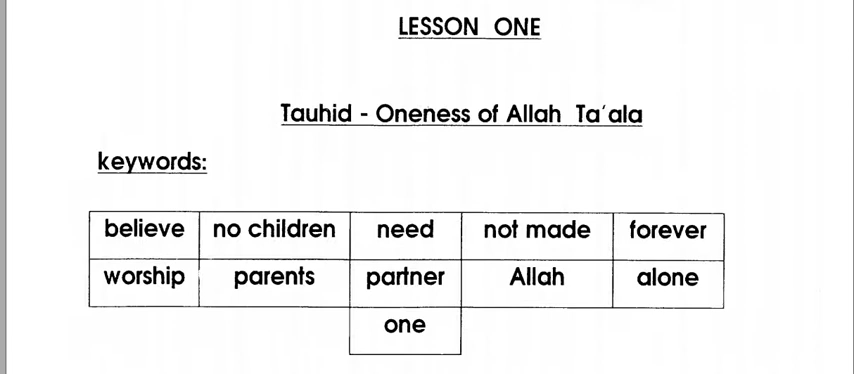 LESSON ONE
Tauhid - Oneness of Allah Ta'ala
keywords:
believe no children need not made forever
worship parents partner Allah alone
one